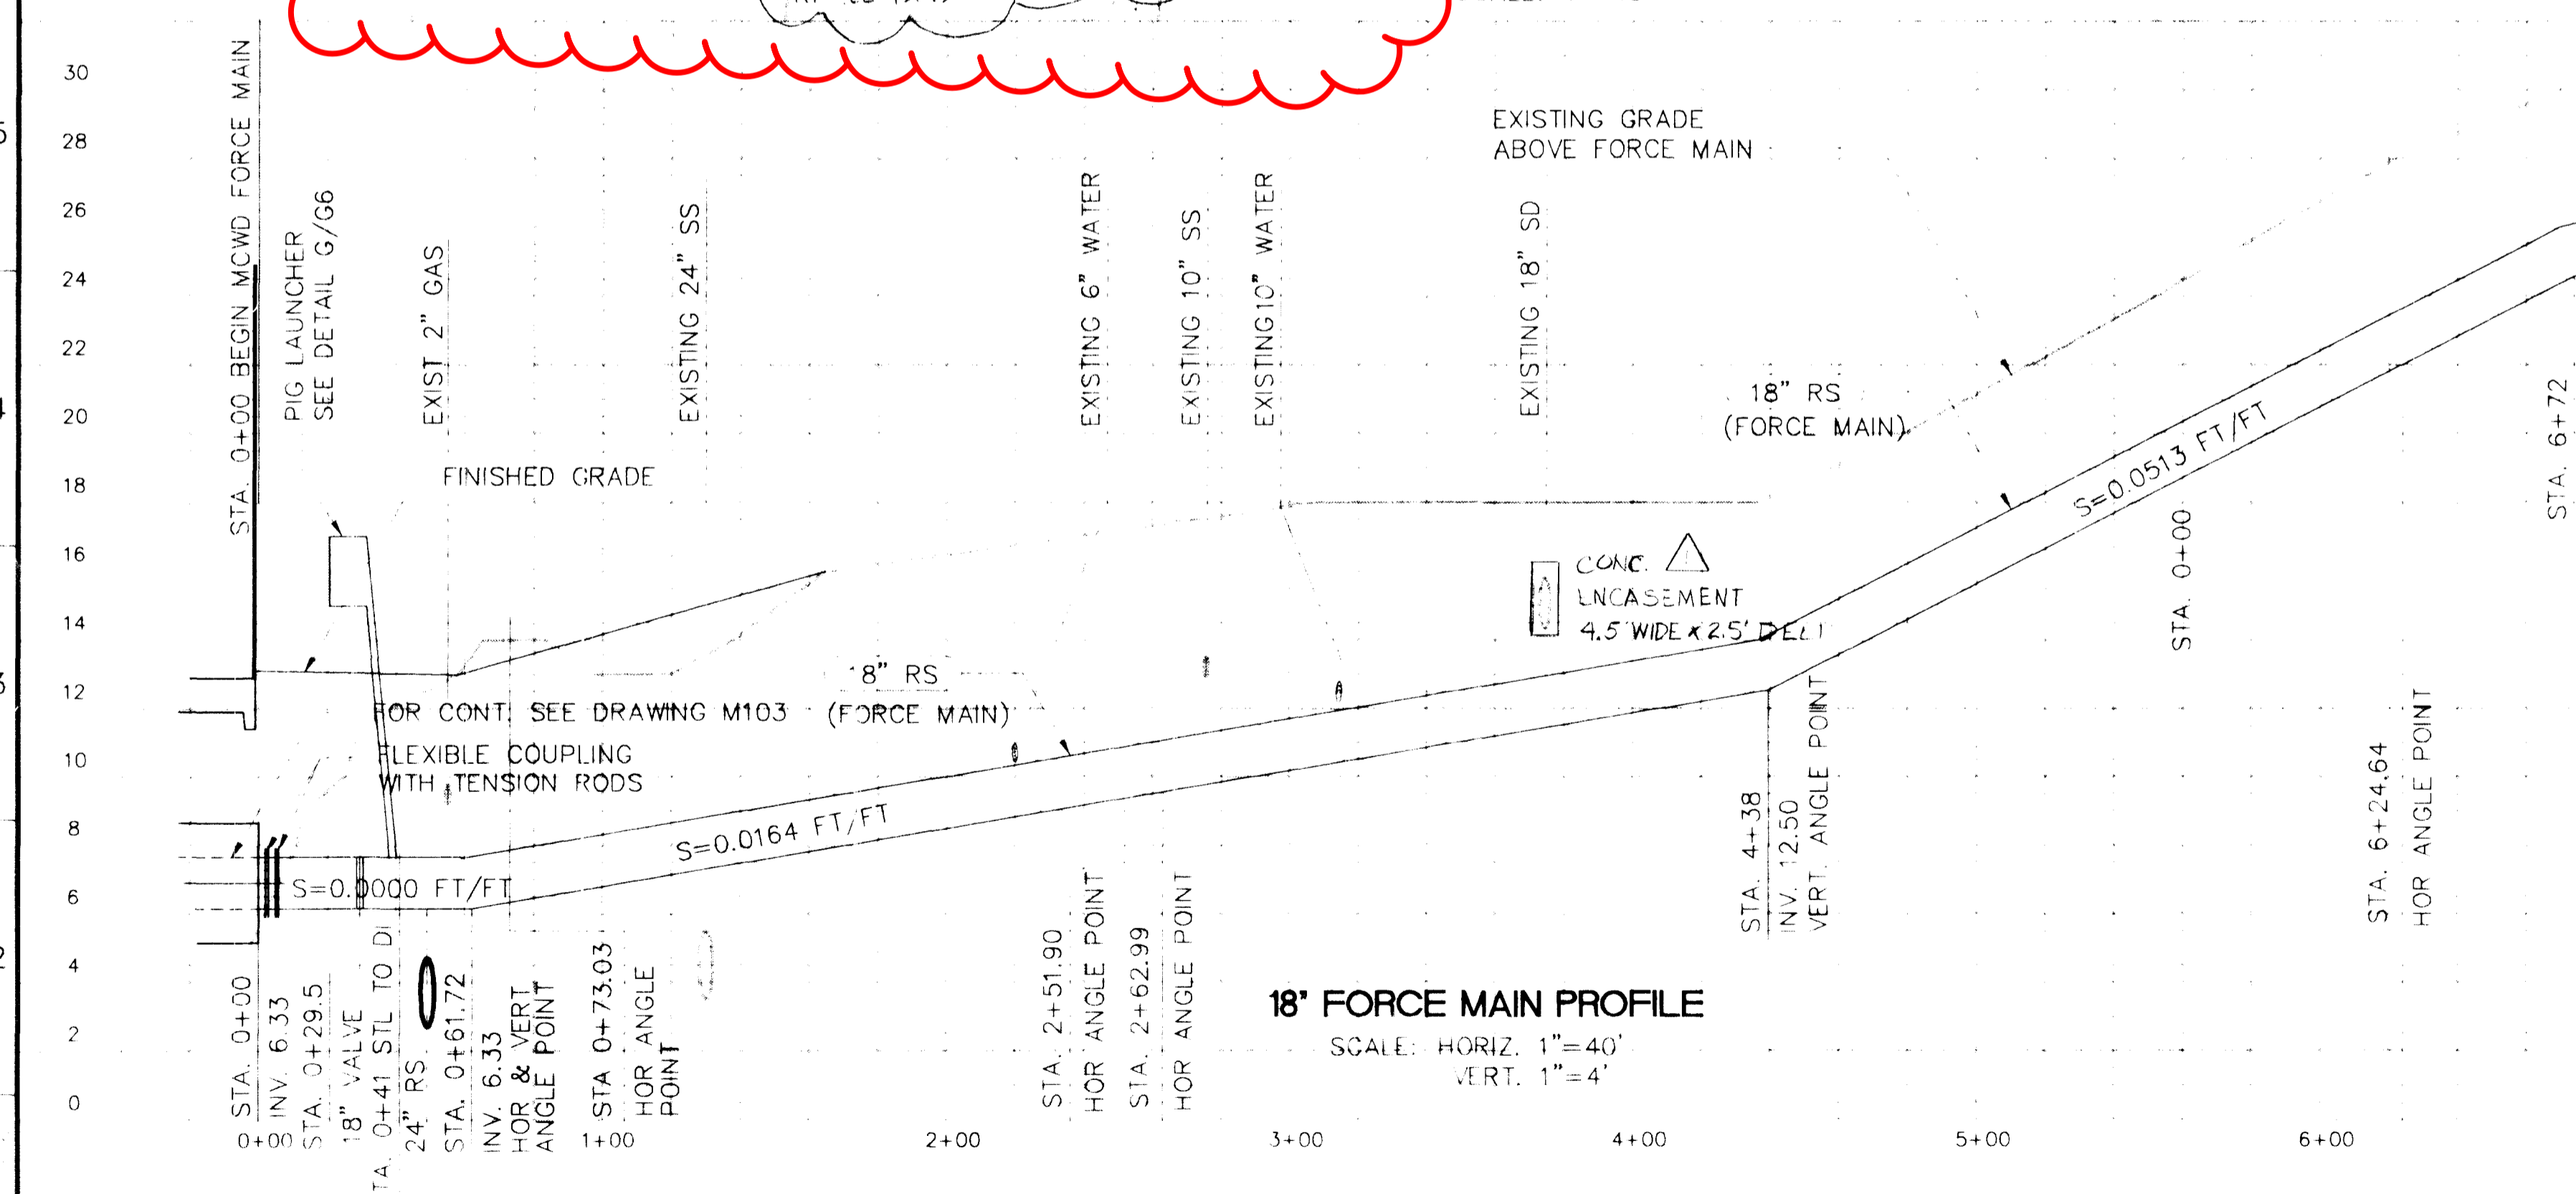 30
28
26
24
22
20
18
16
14
12
10
8
6
4
2
0
STA. 0+00 BEGIN MCWD FORCE MAIN
PIG LAUNCHER
SEE DETAIL G/G6
EXIST 2" GAS
EXISTING 24" SS
EXISTING 6" WATER
EXISTING 10" SS
EXISTING 10" WATER
EXISTING 18" SD
EXISTING GRADE
ABOVE FORCE MAIN
18" RS
(FORCE MAIN)
S=0.0513 FT/FT
STA. 0+00
STA. 6+72
FINISHED GRADE
CONC.
ENCASEMENT
4.5' WIDE x 2.5'
8" RS
(FORCE MAIN)
FOR CONT. SEE DRAWING M103
FLEXIBLE COUPLING
WITH TENSION RODS
S=0.0164 FT/FT
S=0.0000 FT/FT
STA. 0+00
INV. 6.33
STA. 0+29.5
18" VALVE
TA. 0+41 STL TO DI
24" RS
STA. 0+61.72
INV. 6.33
HOR & VERT
ANGLE POINT
STA 0+73.03
HOR ANGLE
POINT
STA. 2+51.90
HOR ANGLE POINT
STA. 2+62.99
HOR ANGLE POINT
STA. 4+38
INV. 12.50
VERT. ANGLE POINT
STA. 6+24.64
HOR ANGLE POINT
18" FORCE MAIN PROFILE
SCALE: HORIZ. 1"=40'
VERT. 1"=4'
0+00
1+00
2+00
3+00
4+00
5+00
6+00